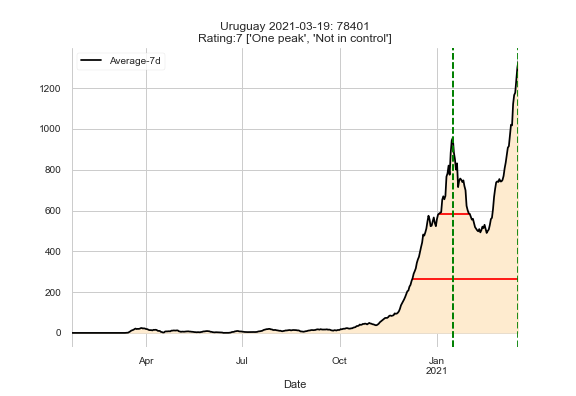 Uruguay 2021-03-19: 78401
Rating:7 ['One peak', 'Not in control']
Average-7d
1200
1000
800
600
400
200
0
Apr
Jul
Oct
Jan
2021
Date